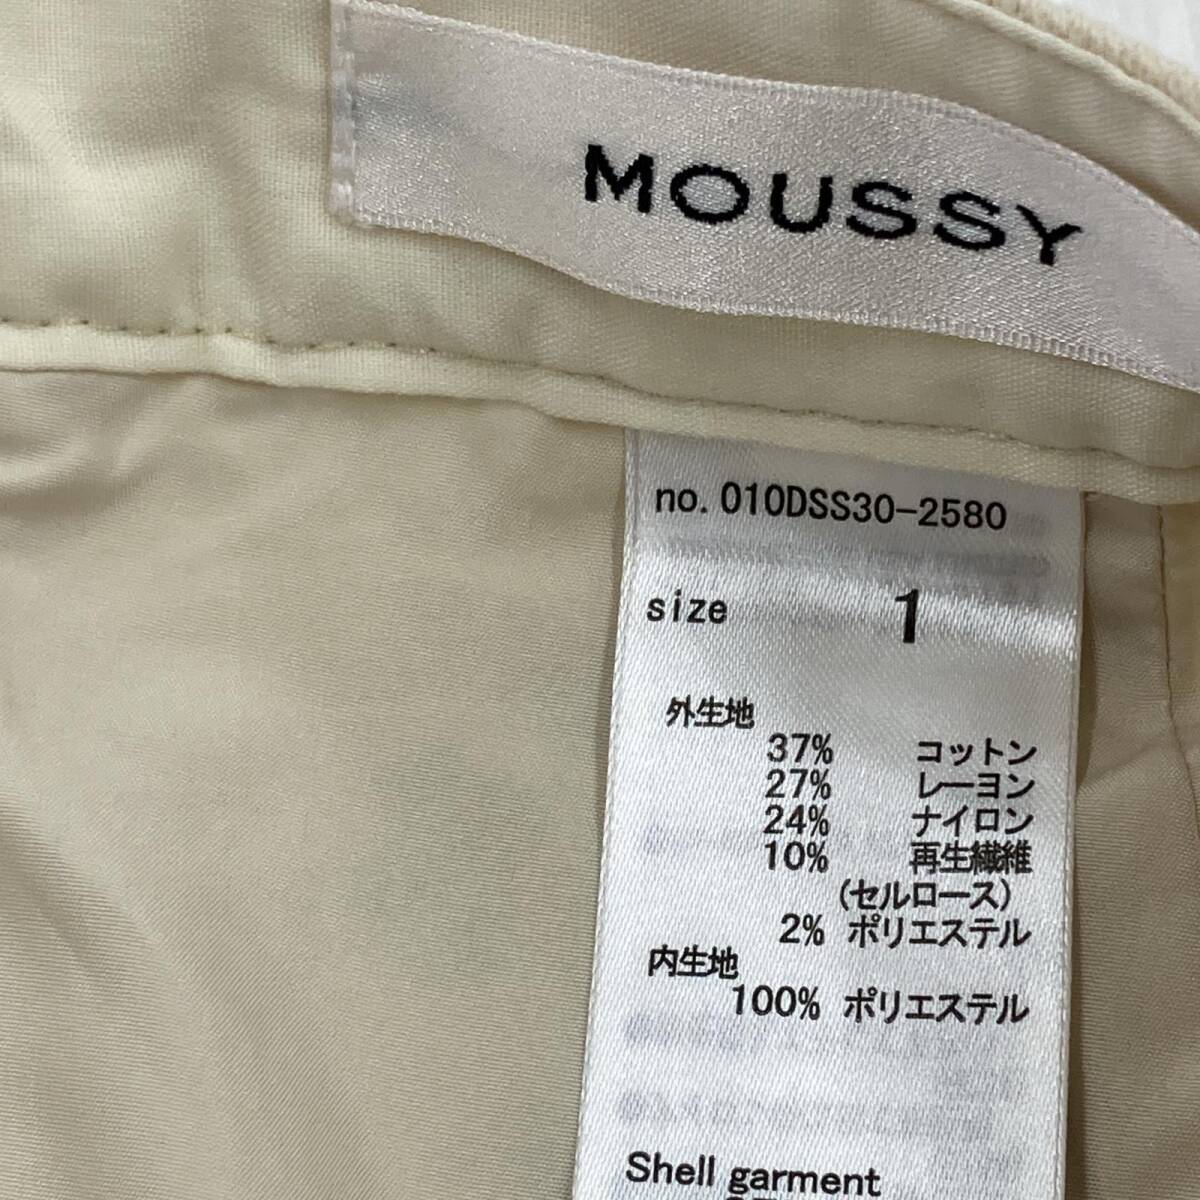 MOUSSY
no. 010DSS30-2580
size 1
外生地
37% コットン
27% レーヨン
24% ナイロン
10% 再生繊維
(セルロース)
2% ポリエステル
内生地
100% ポリエステル
Shell garment